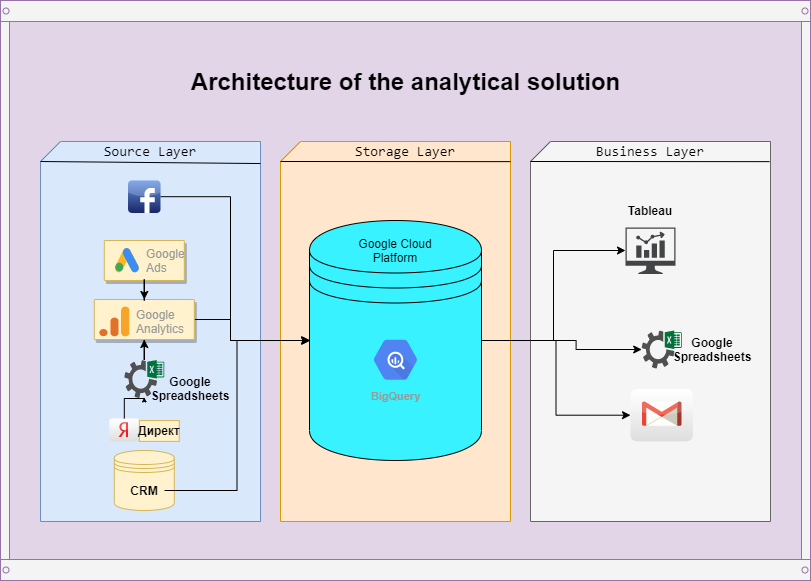 Architecture of the analytical solution
Source Layer
Google
Ads
Google
Analytics
X
Google
Spreadsheets
Я Директ
CRM
Storage Layer
Google Cloud
Platform
BigQuery
Business Layer
Tableau
X
Google
Spreadsheets